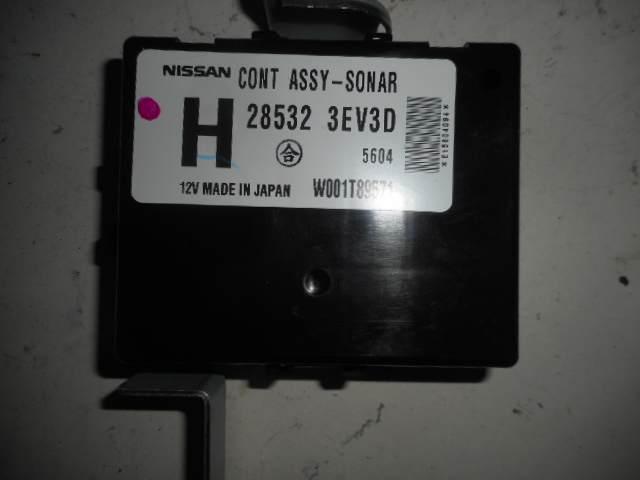 NISSAN CONT ASSY-SONAR
H 28532 3EV3D
合 5604
12V MADE IN JAPAN